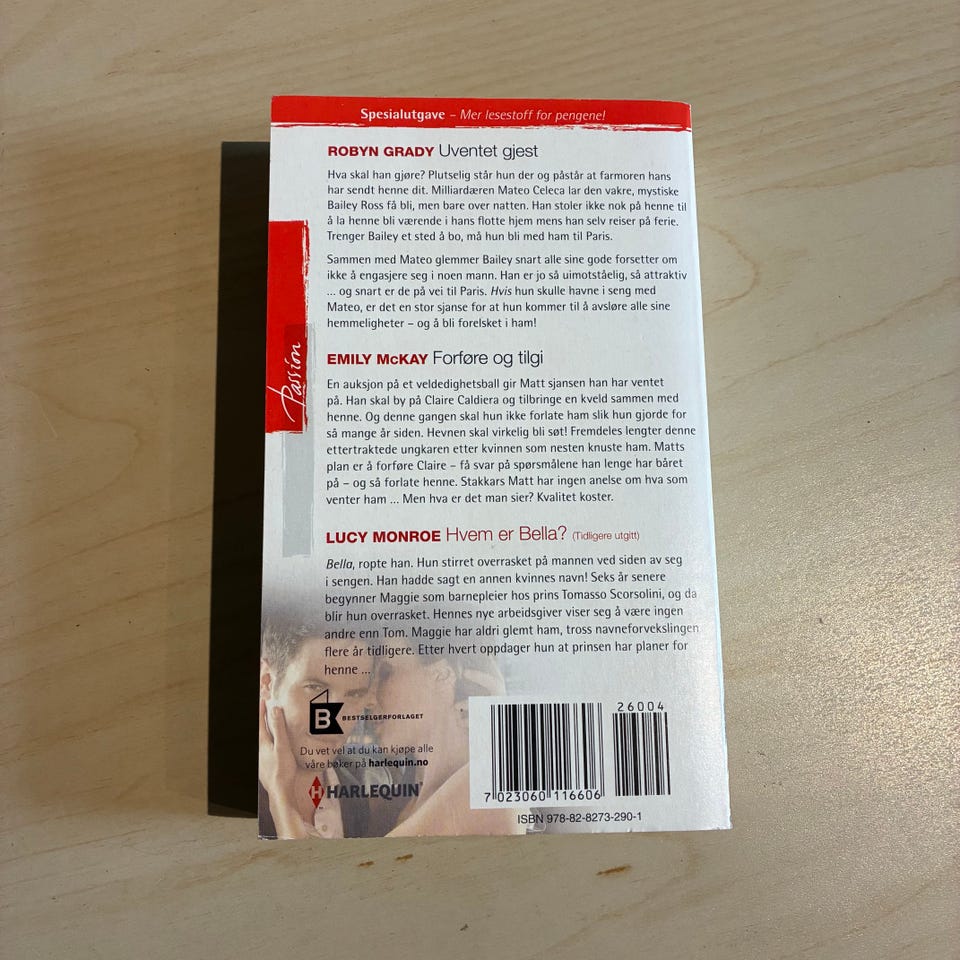 Spesialutgave – Mer lesestoff for pengene!
ROBYN GRADY Uventet gjest
Hva skal han gjøre? Plutselig står hun der og påstår at farmoren hans
har sendt henne dit. Milliardæren Mateo Celeca lar den vakre, mystiske
Bailey Ross få bli, men bare over natten. Han stoler ikke nok på henne til
å la henne bli værende i hans flotte hjem mens han selv reiser på ferie.
Trenger Bailey et sted å bo, må hun bli med ham til Paris.
Sammen med Mateo glemmer Bailey snart alle sine gode forsetter om
ikke å engasjere seg i noen mann. Han er jo så uimotståelig, så attraktiv
... og snart er de på vei til Paris. Hvis hun skulle havne i seng med
Mateo, er det en stor sjanse for at hun kommer til å avsløre alle sine
hemmeligheter – og å bli forelsket i ham!
Passion
EMILY McKAY Forføre og tilgi
En auksjon på et veldedighetsball gir Matt sjansen han har ventet
på. Han skal by på Claire Caldiera og tilbringe en kveld sammen med
henne. Og denne gangen skal hun ikke forlate ham slik hun gjorde for
så mange år siden. Hevnen skal virkelig bli søt! Fremdeles lengter denne
ettertraktede ungkaren etter kvinnen som nesten knuste ham. Matts
plan er å forføre Claire – få svar på spørsmålene han lenge har båret
på – og så forlate henne. Stakkars Matt har ingen anelse om hva som
venter ham ... Men hva er det man sier? Kvalitet koster.
LUCY MONROE Hvem er Bella? (Tidligere utgitt)
Bella, ropte han. Hun stirret overrasket på mannen ved siden av seg
i sengen. Han hadde sagt en annen kvinnes navn! Seks år senere
begynner Maggie som barnepleier hos prins Tomasso Scorsolini, og da
blir hun overrasket. Hennes nye arbeidsgiver viser seg å være ingen
andre enn Tom. Maggie har aldri glemt ham, tross navneforvekslingen
flere år tidligere. Etter hvert oppdager hun at prinsen har planer for
henne ...
B BESTSELGERFORLAGET
Du vet vel at du kan kjøpe alle
våre bøker på harlequin.no
H HARLEQUIN
26004
7 023060 116606
ISBN 978-82-8273-290-1